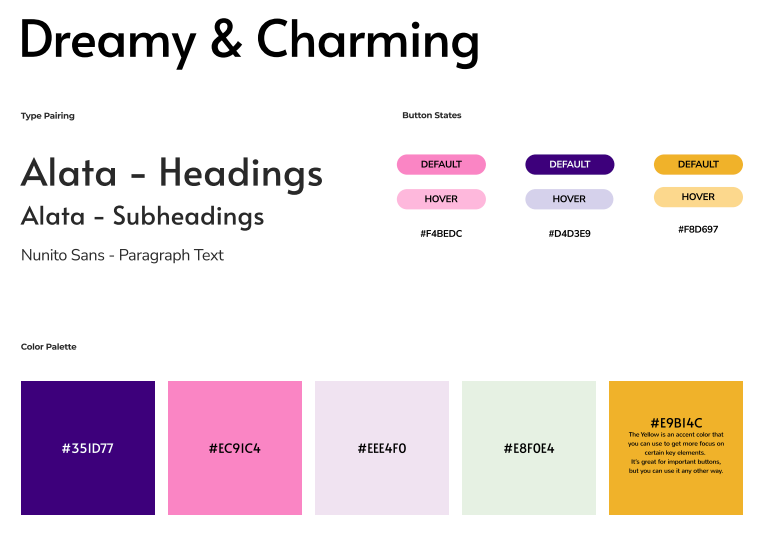 Dreamy & Charming
Type Pairing
Alata - Headings
Alata - Subheadings
Nunito Sans - Paragraph Text
Button States
DEFAULT
DEFAULT
DEFAULT
HOVER
HOVER
HOVER
#F4BEDC
#D4D3E9
#F8D697
Color Palette
#351D77
#EC91C4
#EEE4F0
#E8F0E4
#E9B14C
The Yellow is an accent color that
you can use to get more focus on
certain key elements.
It's great for important buttons,
but you can use it any other way.